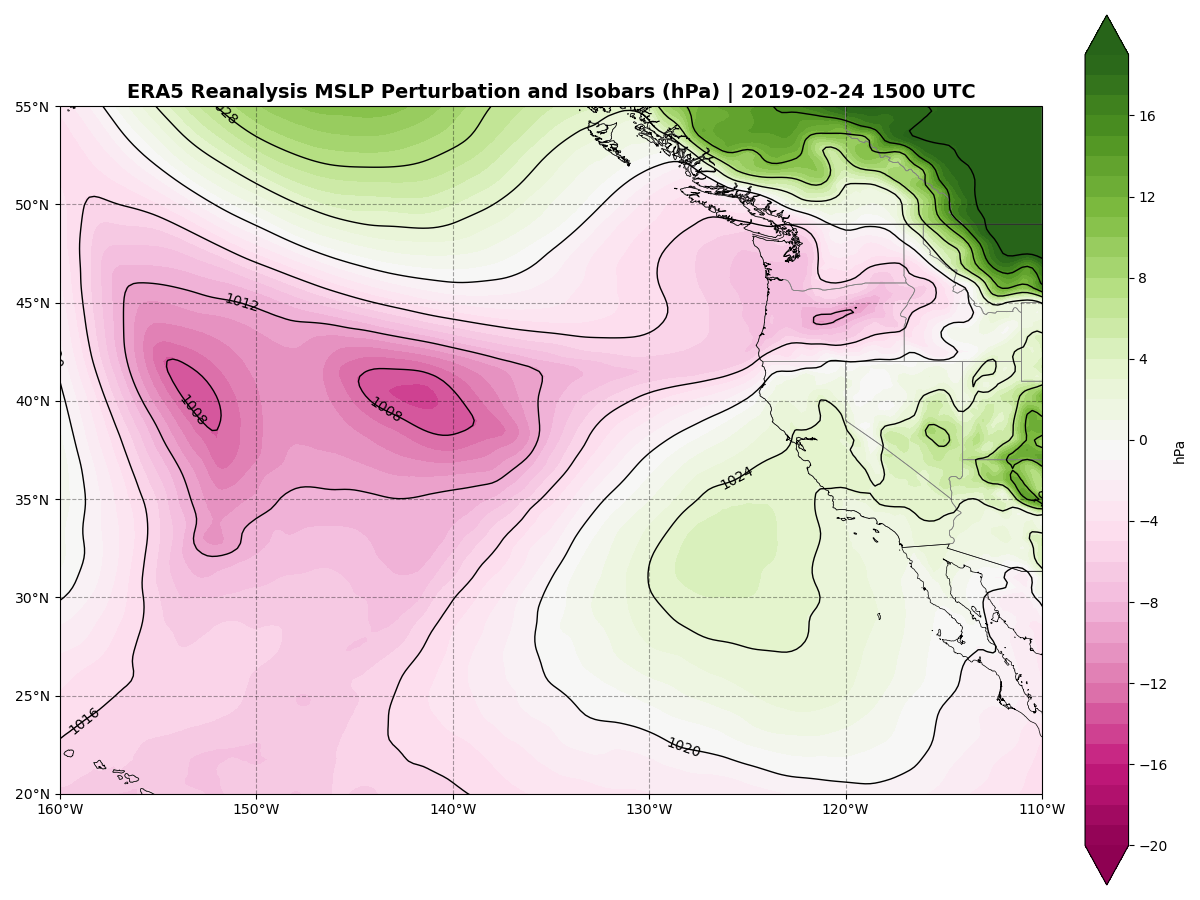 ERA5 Reanalysis MSLP Perturbation and Isobars (hPa) | 2019-02-24 1500 UTC
55°N
50°N
45°N
40°N
35°N
30°N
25°N
20°N
160°W
150°W
140°W
130°W
120°W
110°W
1012
1008
1008
1024
1016
1020
16
12
8
4
0
−4
−8
−12
−16
−20
hPa